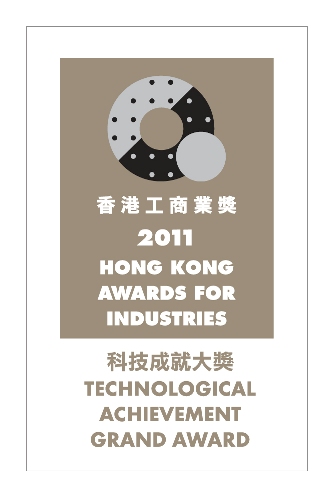 香港工商業獎
2011
HONG KONG
AWARDS FOR
INDUSTRIES
科技成就大獎
TECHNOLOGICAL
ACHIEVEMENT
GRAND AWARD